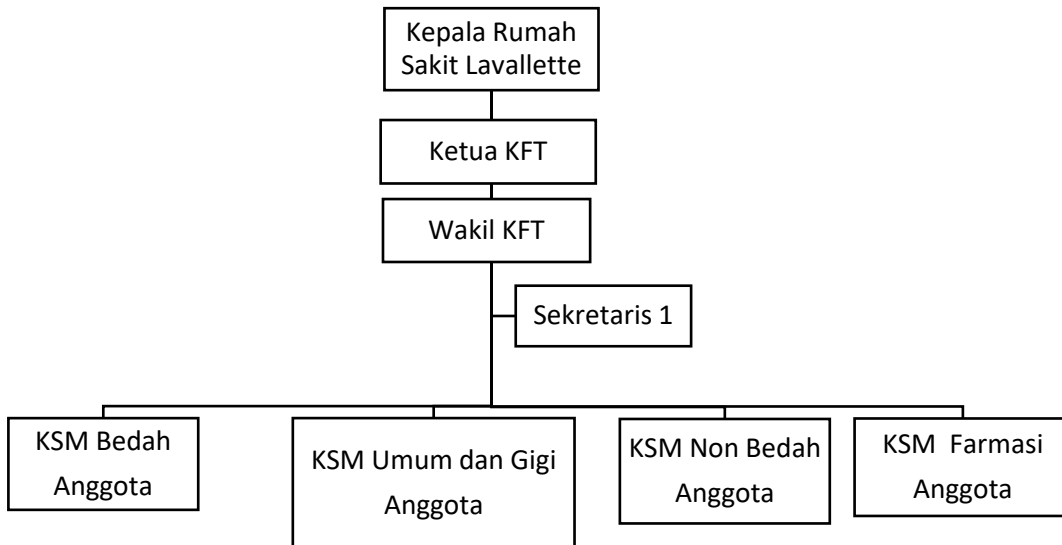 Kepala Rumah
Sakit Lavallette
Ketua KFT
Wakil KFT
Sekretaris 1
KSM Bedah
Anggota
KSM Umum dan Gigi
Anggota
KSM Non Bedah
Anggota
KSM Farmasi
Anggota